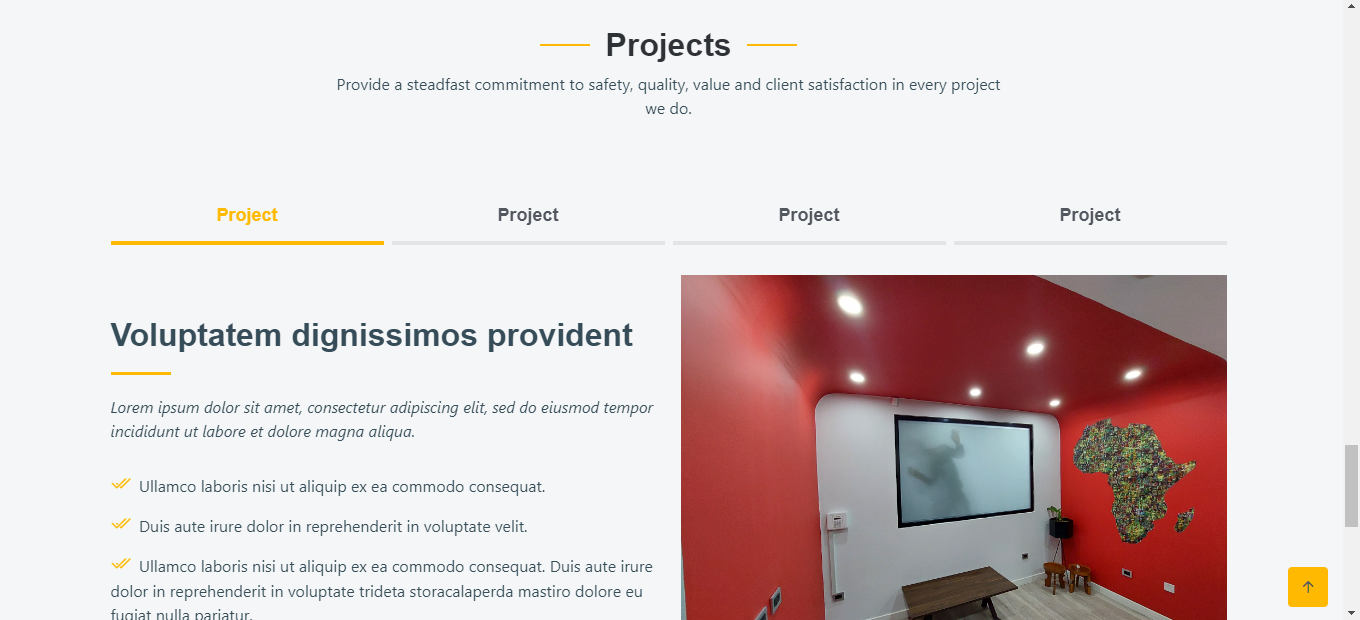 Projects
Provide a steadfast commitment to safety, quality, value and client satisfaction in every project
we do.
Project Project Project Project
Voluptatem dignissimos provident
Lorem ipsum dolor sit amet, consectetur adipiscing elit, sed do eiusmod tempor
incididunt ut labore et dolore magna aliqua.
Ullamco laboris nisi ut aliquip ex ea commodo consequat.
Duis aute irure dolor in reprehenderit in voluptate velit.
Ullamco laboris nisi ut aliquip ex ea commodo consequat. Duis aute irure
dolor in reprehenderit in voluptate trideta storacalaperda mastiro dolore eu
fugiat nulla pariatur.